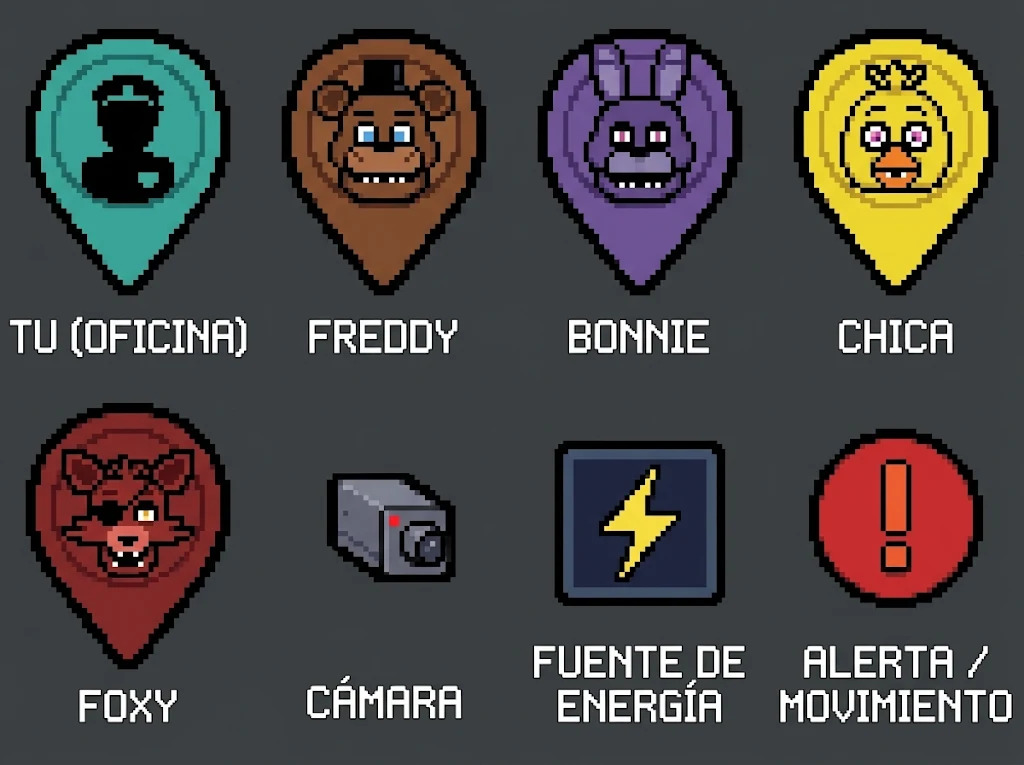 TU (OFICINA)
FREDDY
BONNIE
CHICA
FOXY
CÁMARA
FUENTE DE
ENERGÍA
ALERTA /
MOVIMIENTO